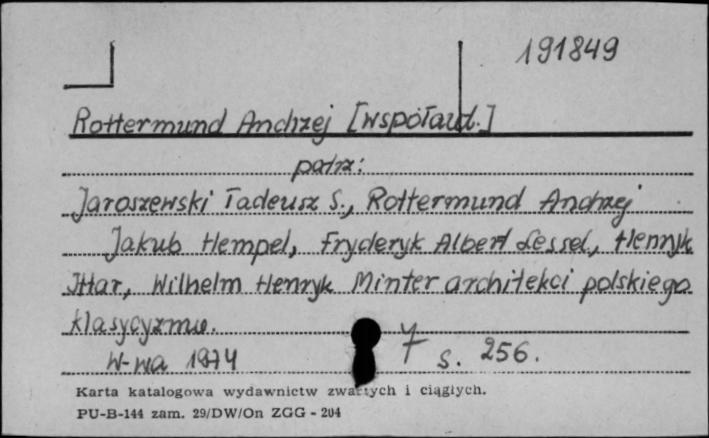 191849
Rottermund Andrzej [współaut.]
patrz:
Jaroszewski Tadeusz S., Rottermund Andrzej
Jakub Hempel, Fryderyk Albert Lessel, Henryk
Ittar, Wilhelm Henryk Minter architekci polskiego
klasycyzmu.
W-wa 1974 s. 256.
Karta katalogowa wydawnictw zwartych i ciągłych.
PU-B-144 zam. 29/DW/On ZGG - 204